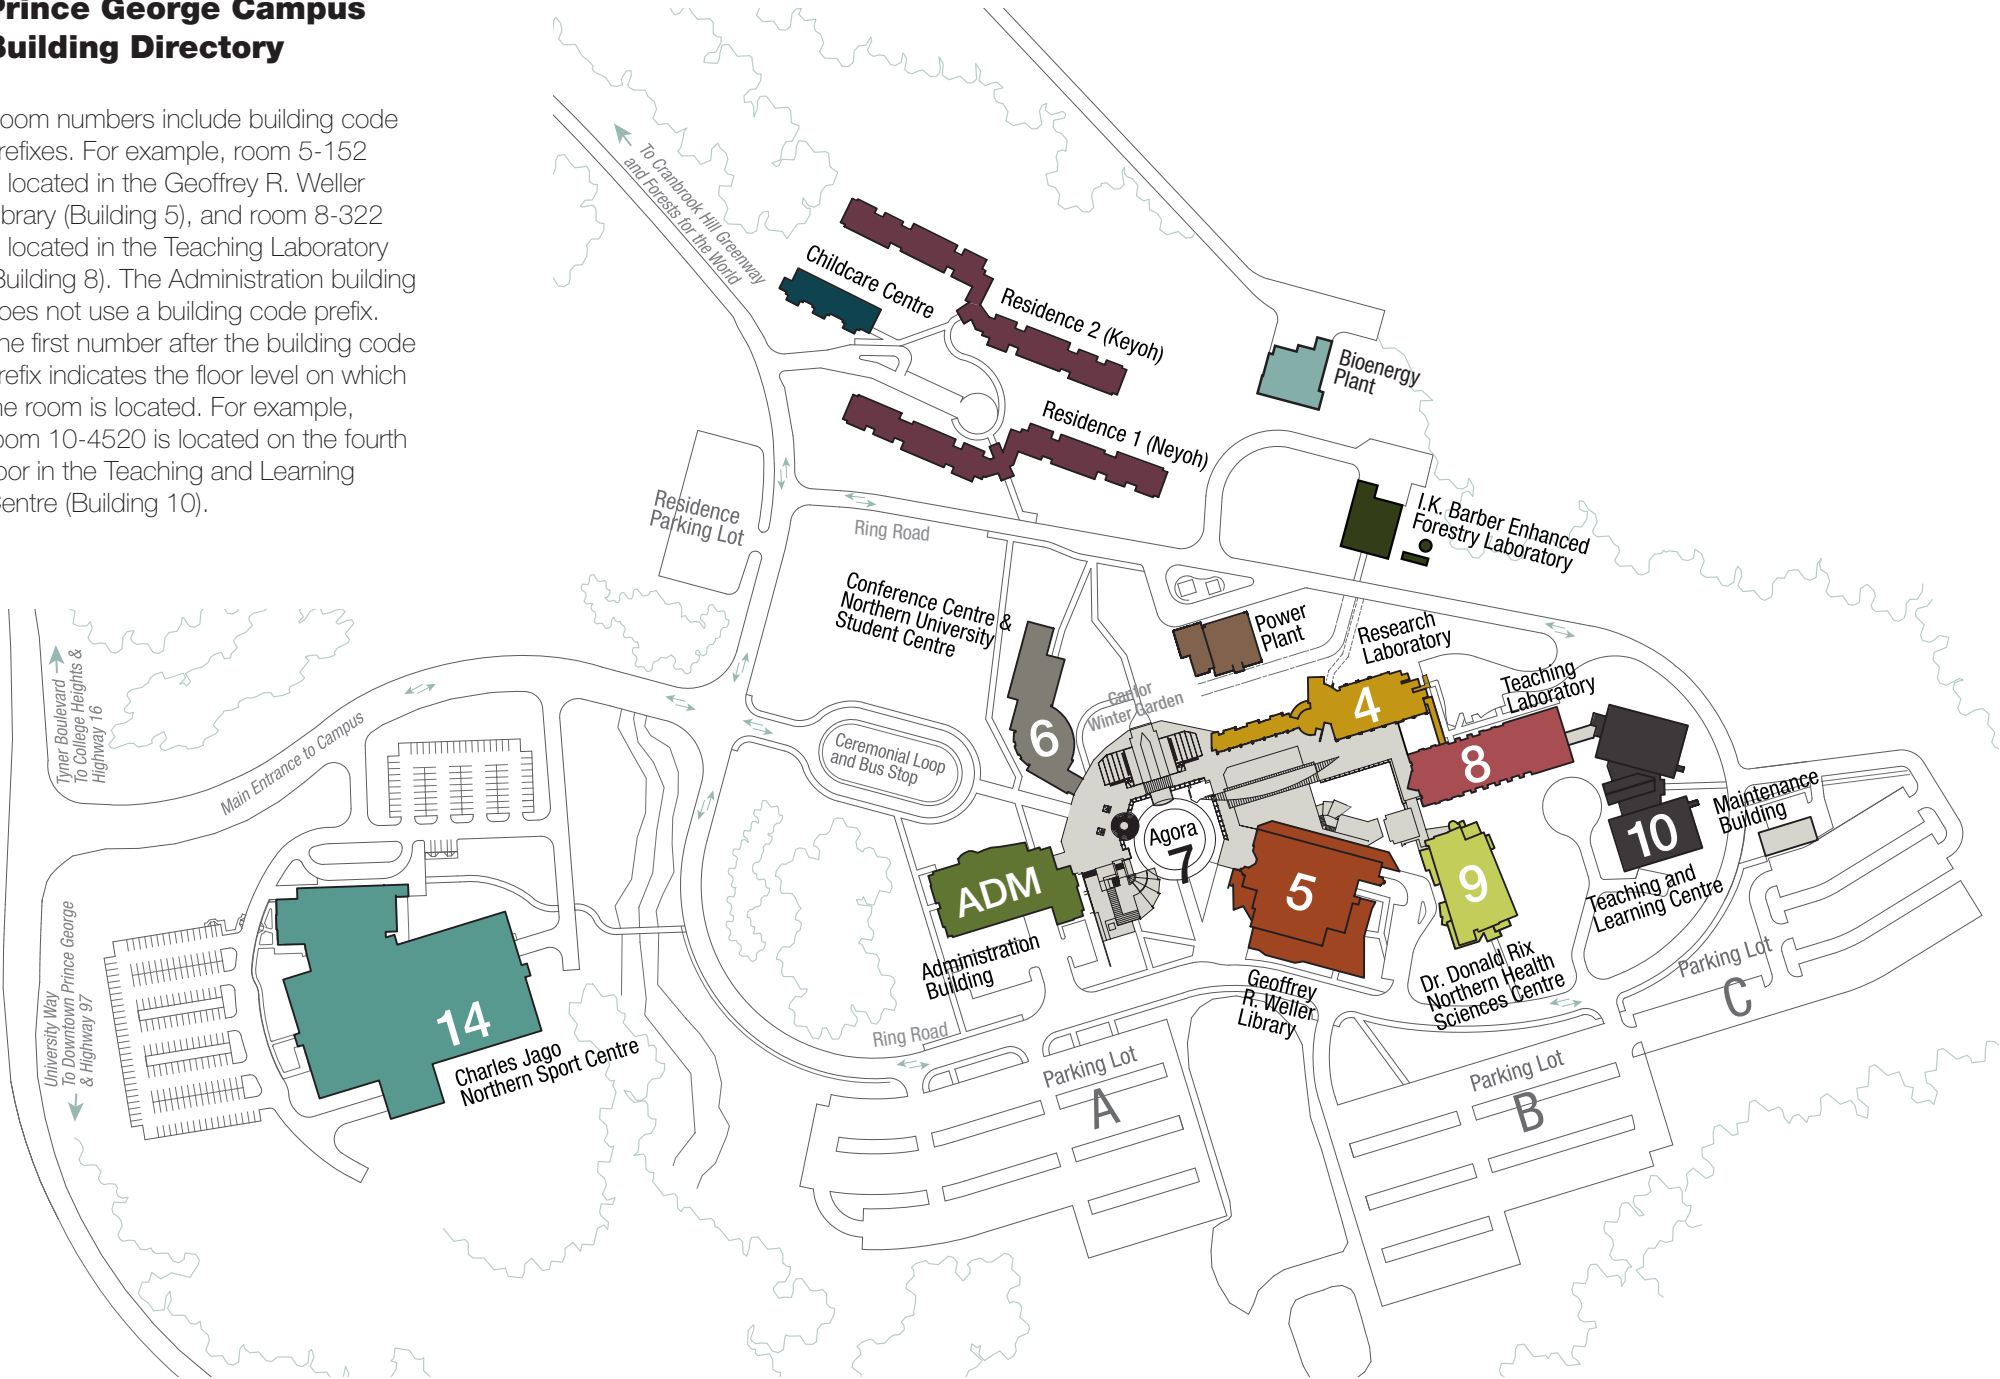 Prince George Campus
Building Directory
oom numbers include building code
refixes. For example, room 5-152
located in the Geoffrey R. Weller
ibrary (Building 5), and room 8-322
located in the Teaching Laboratory
Building 8). The Administration building
oes not use a building code prefix.
he first number after the building code
refix indicates the floor level on which
he room is located. For example,
oom 10-4520 is located on the fourth
oor in the Teaching and Learning
entre (Building 10).
To Cranbrook Hill Greenway
and Forests for the World
Childcare Centre
Residence 2 (Keyoh)
Bioenergy
Plant
Residence 1 (Neyoh)
Residence
Parking Lot
Ring Road
I.K. Barber Enhanced
Forestry Laboratory
Conference Centre &
Northern University
Student Centre
Power
Plant
Research
Laboratory
Teaching
Laboratory
Tyner Boulevard
To College Heights &
Highway 16
Main Entrance to Campus
Cantor
Winter Garden
4
6
8
Ceremonial Loop
and Bus Stop
Maintenance
Building
Agora
7
10
ADM
5
9
Teaching and
Learning Centre
Administration
Building
University Way
To Downtown Prince George
& Highway 97
Geoffrey
R. Weller
Library
Dr. Donald Rix
Northern Health
Sciences Centre
Parking Lot
C
14
Charles Jago
Northern Sport Centre
Ring Road
Parking Lot
A
Parking Lot
B